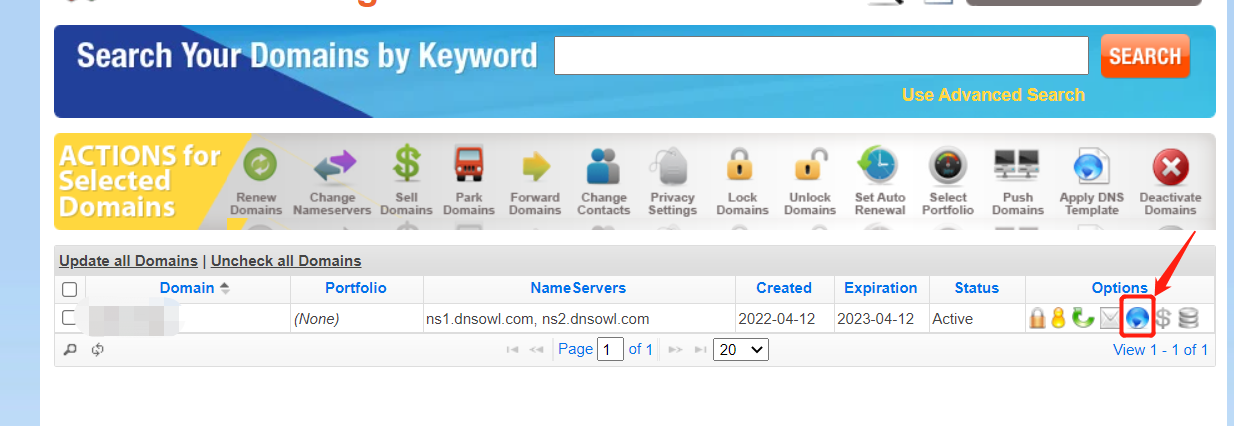 Search Your Domains by Keyword
SEARCH
Use Advanced Search
ACTIONS for
Selected
Domains
Renew
Domains
Change
Nameservers
Sell
Domains
Park
Domains
Forward
Domains
Change
Contacts
Privacy
Settings
Lock
Domains
Unlock
Domains
Set Auto
Renewal
Select
Portfolio
Push
Domains
Apply DNS
Template
Deactivate
Domains
Update all Domains | Uncheck all Domains
Domain Portfolio NameServers Created Expiration Status Options
(None) ns1.dnsowl.com, ns2.dnsowl.com 2022-04-12 2023-04-12 Active
Page 1 of 1 20 View 1 - 1 of 1